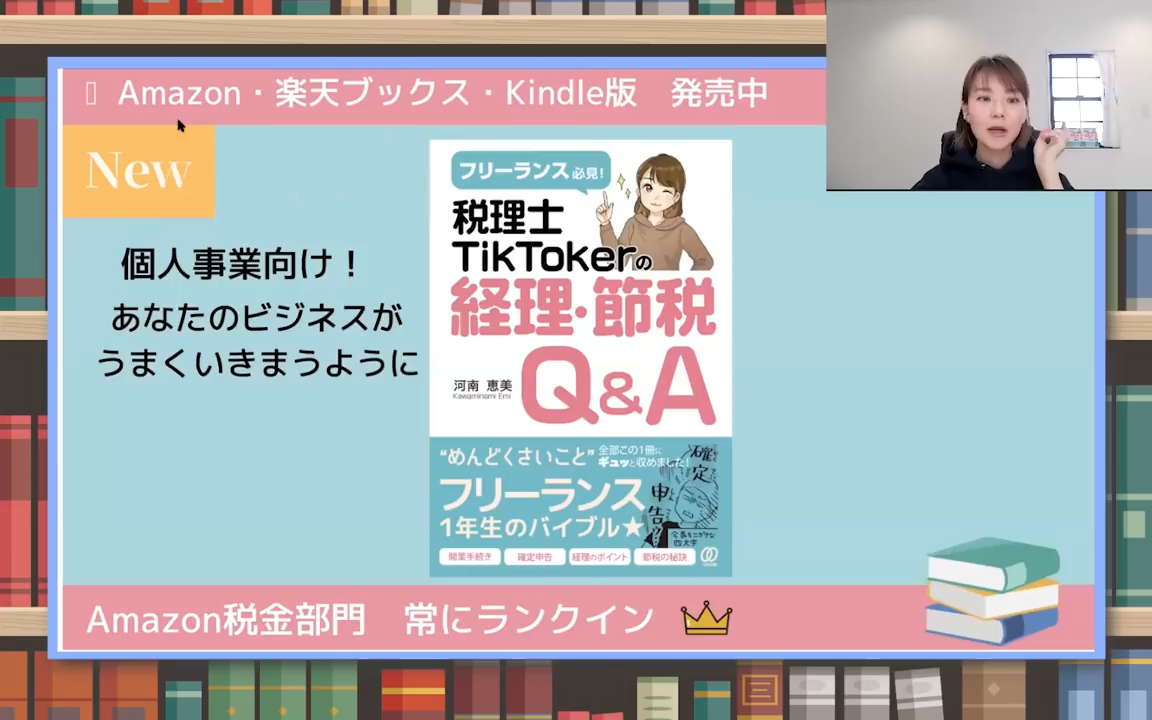 Amazon・楽天ブックス・Kindle版　発売中
New
個人事業向け！
あなたのビジネスが
うまくいきまうように
フリーランス必見！
税理士
TikTokerの
経理・節税
Q&A
河南 恵美
Kawaminami Emi
“めんどくさいこと”
全部この1冊に
ギュッと収めました！
フリーランス
1年生のバイブル★
確定申告
開業手続き
確定申告
経理のポイント
節税の秘訣
Amazon税金部門　常にランクイン